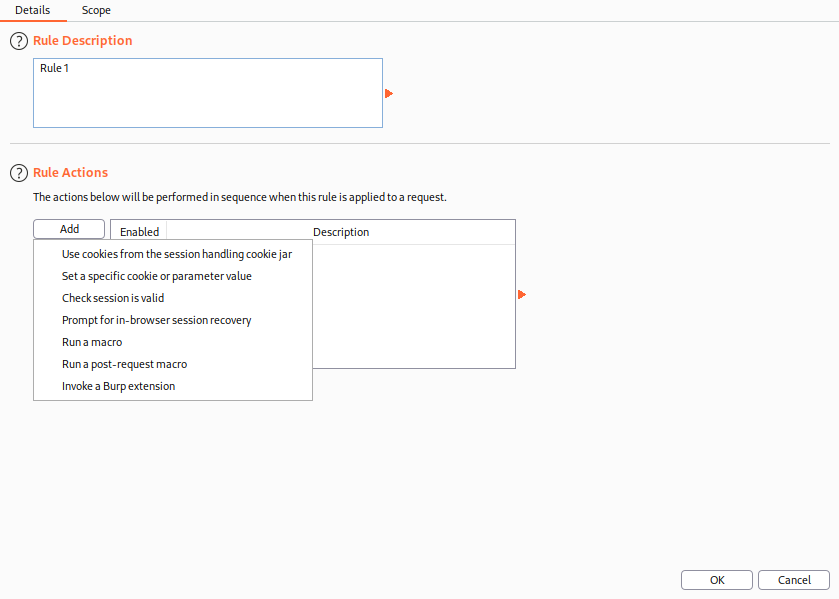 Details Scope
? Rule Description
Rule 1
? Rule Actions
The actions below will be performed in sequence when this rule is applied to a request.
Add Enabled Description
Use cookies from the session handling cookie jar
Set a specific cookie or parameter value
Check session is valid
Prompt for in-browser session recovery
Run a macro
Run a post-request macro
Invoke a Burp extension
OK Cancel